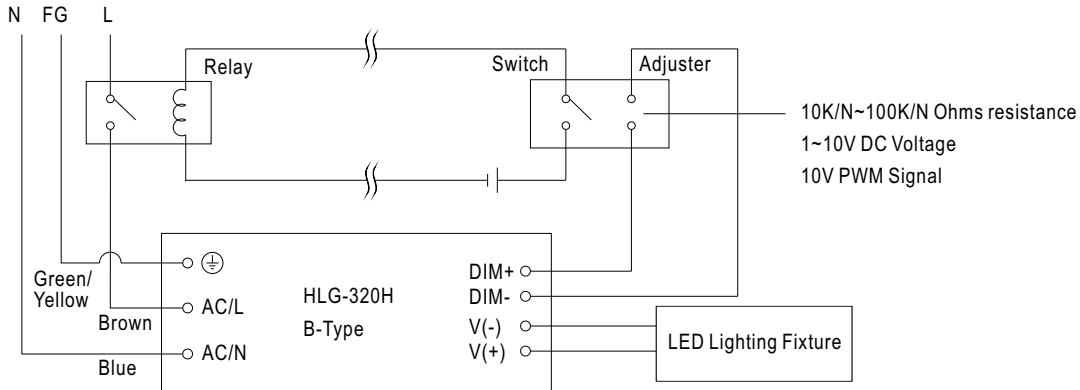 N FG L
Relay
Switch
Adjuster
10K/N~100K/N Ohms resistance
1~10V DC Voltage
10V PWM Signal
Green/
Yellow
Brown
Blue
AC/L
AC/N
HLG-320H
B-Type
DIM+
DIM-
V(-)
V(+)
LED Lighting Fixture